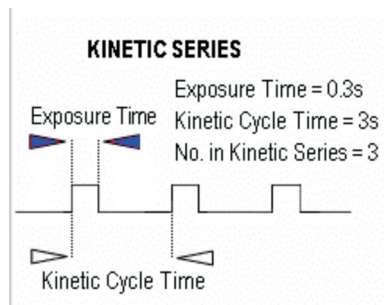 KINETIC SERIES
Exposure Time = 0.3s
Exposure Time
Kinetic Cycle Time = 3s
No. in Kinetic Series = 3
Kinetic Cycle Time